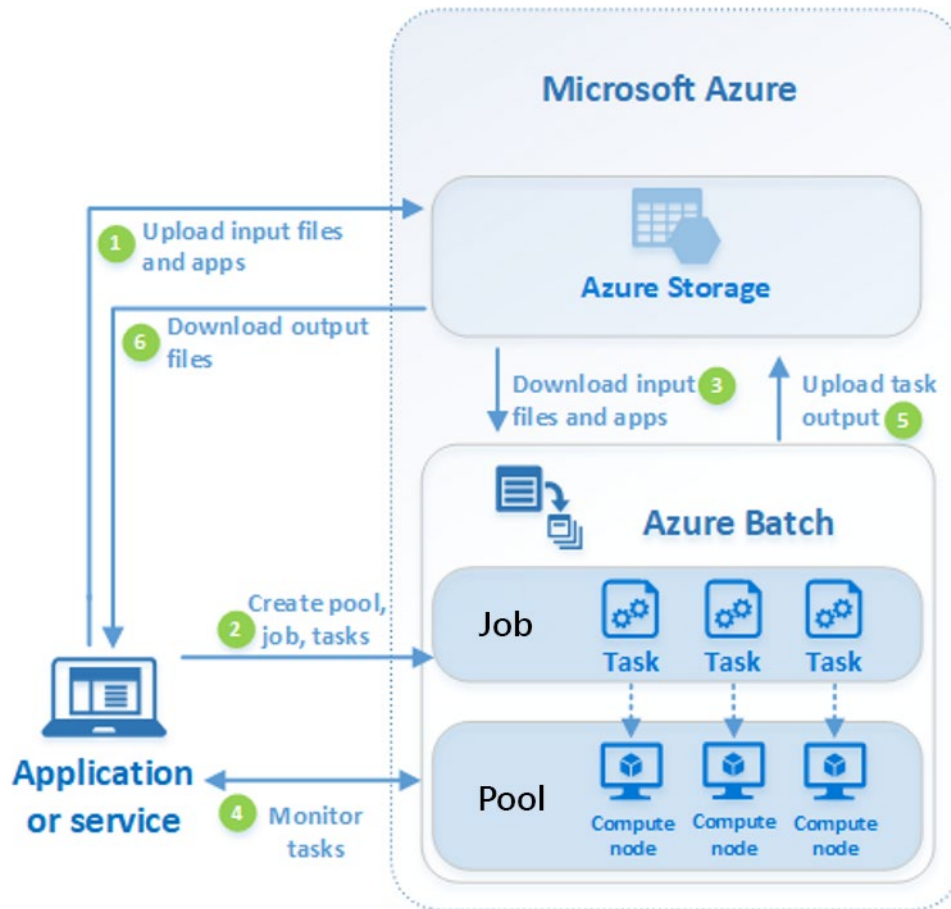 Microsoft Azure
Azure Storage
1
Upload input files
and apps
6
Download output
files
Download input
files and apps
3
Upload task
output
5
Azure Batch
2
Create pool,
job, tasks
Job
Task
Task
Task
Application
or service
4
Monitor
tasks
Pool
Compute
node
Compute
node
Compute
node